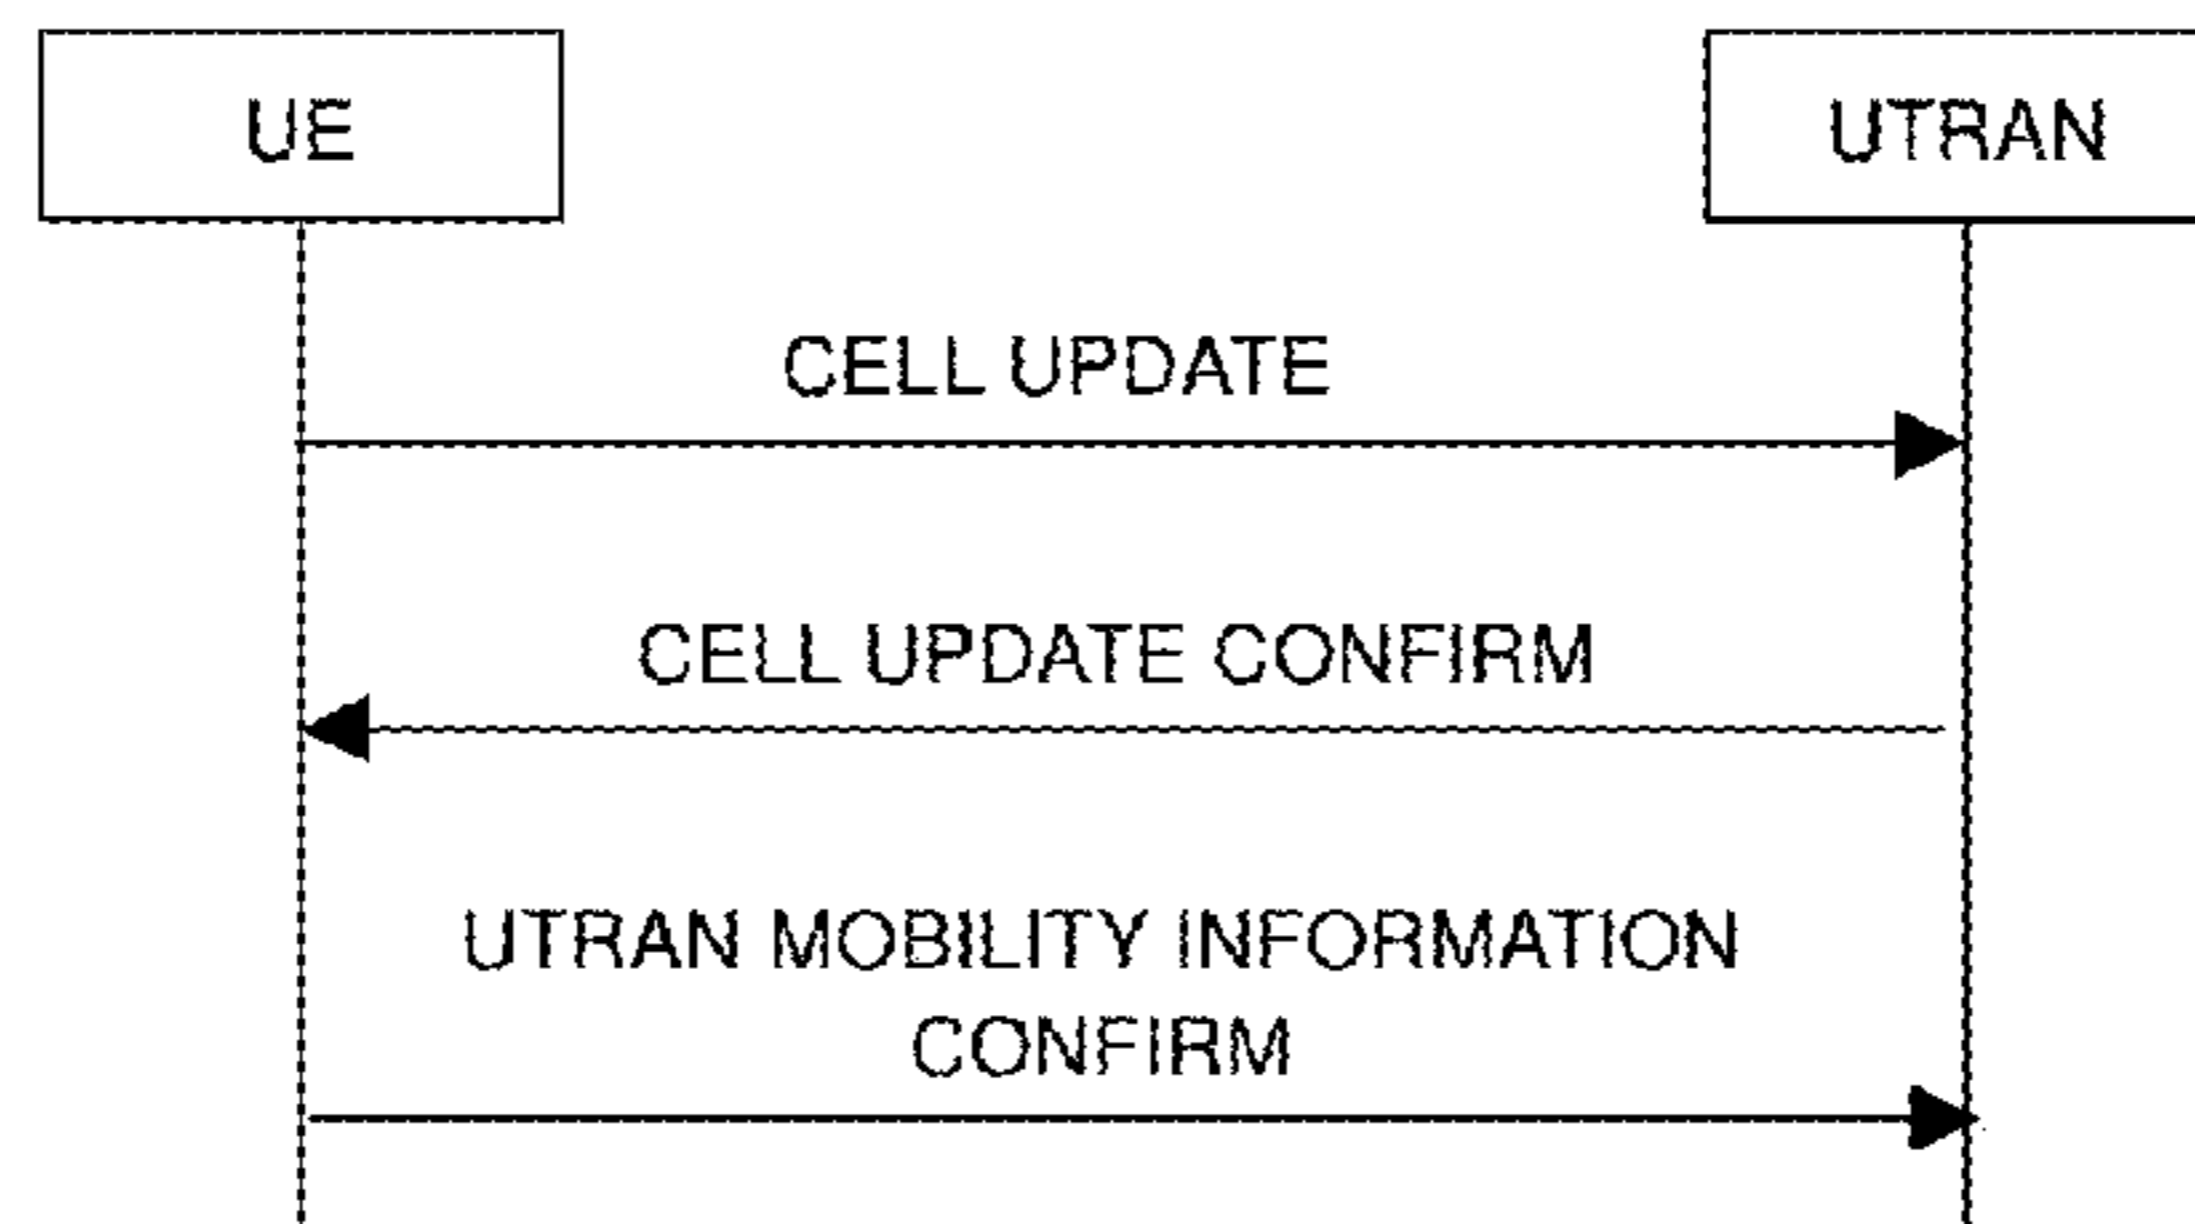 UE
UTRAN
CELL UPDATE
CELL UPDATE CONFIRM
UTRAN MOBILITY INFORMATION
CONFIRM